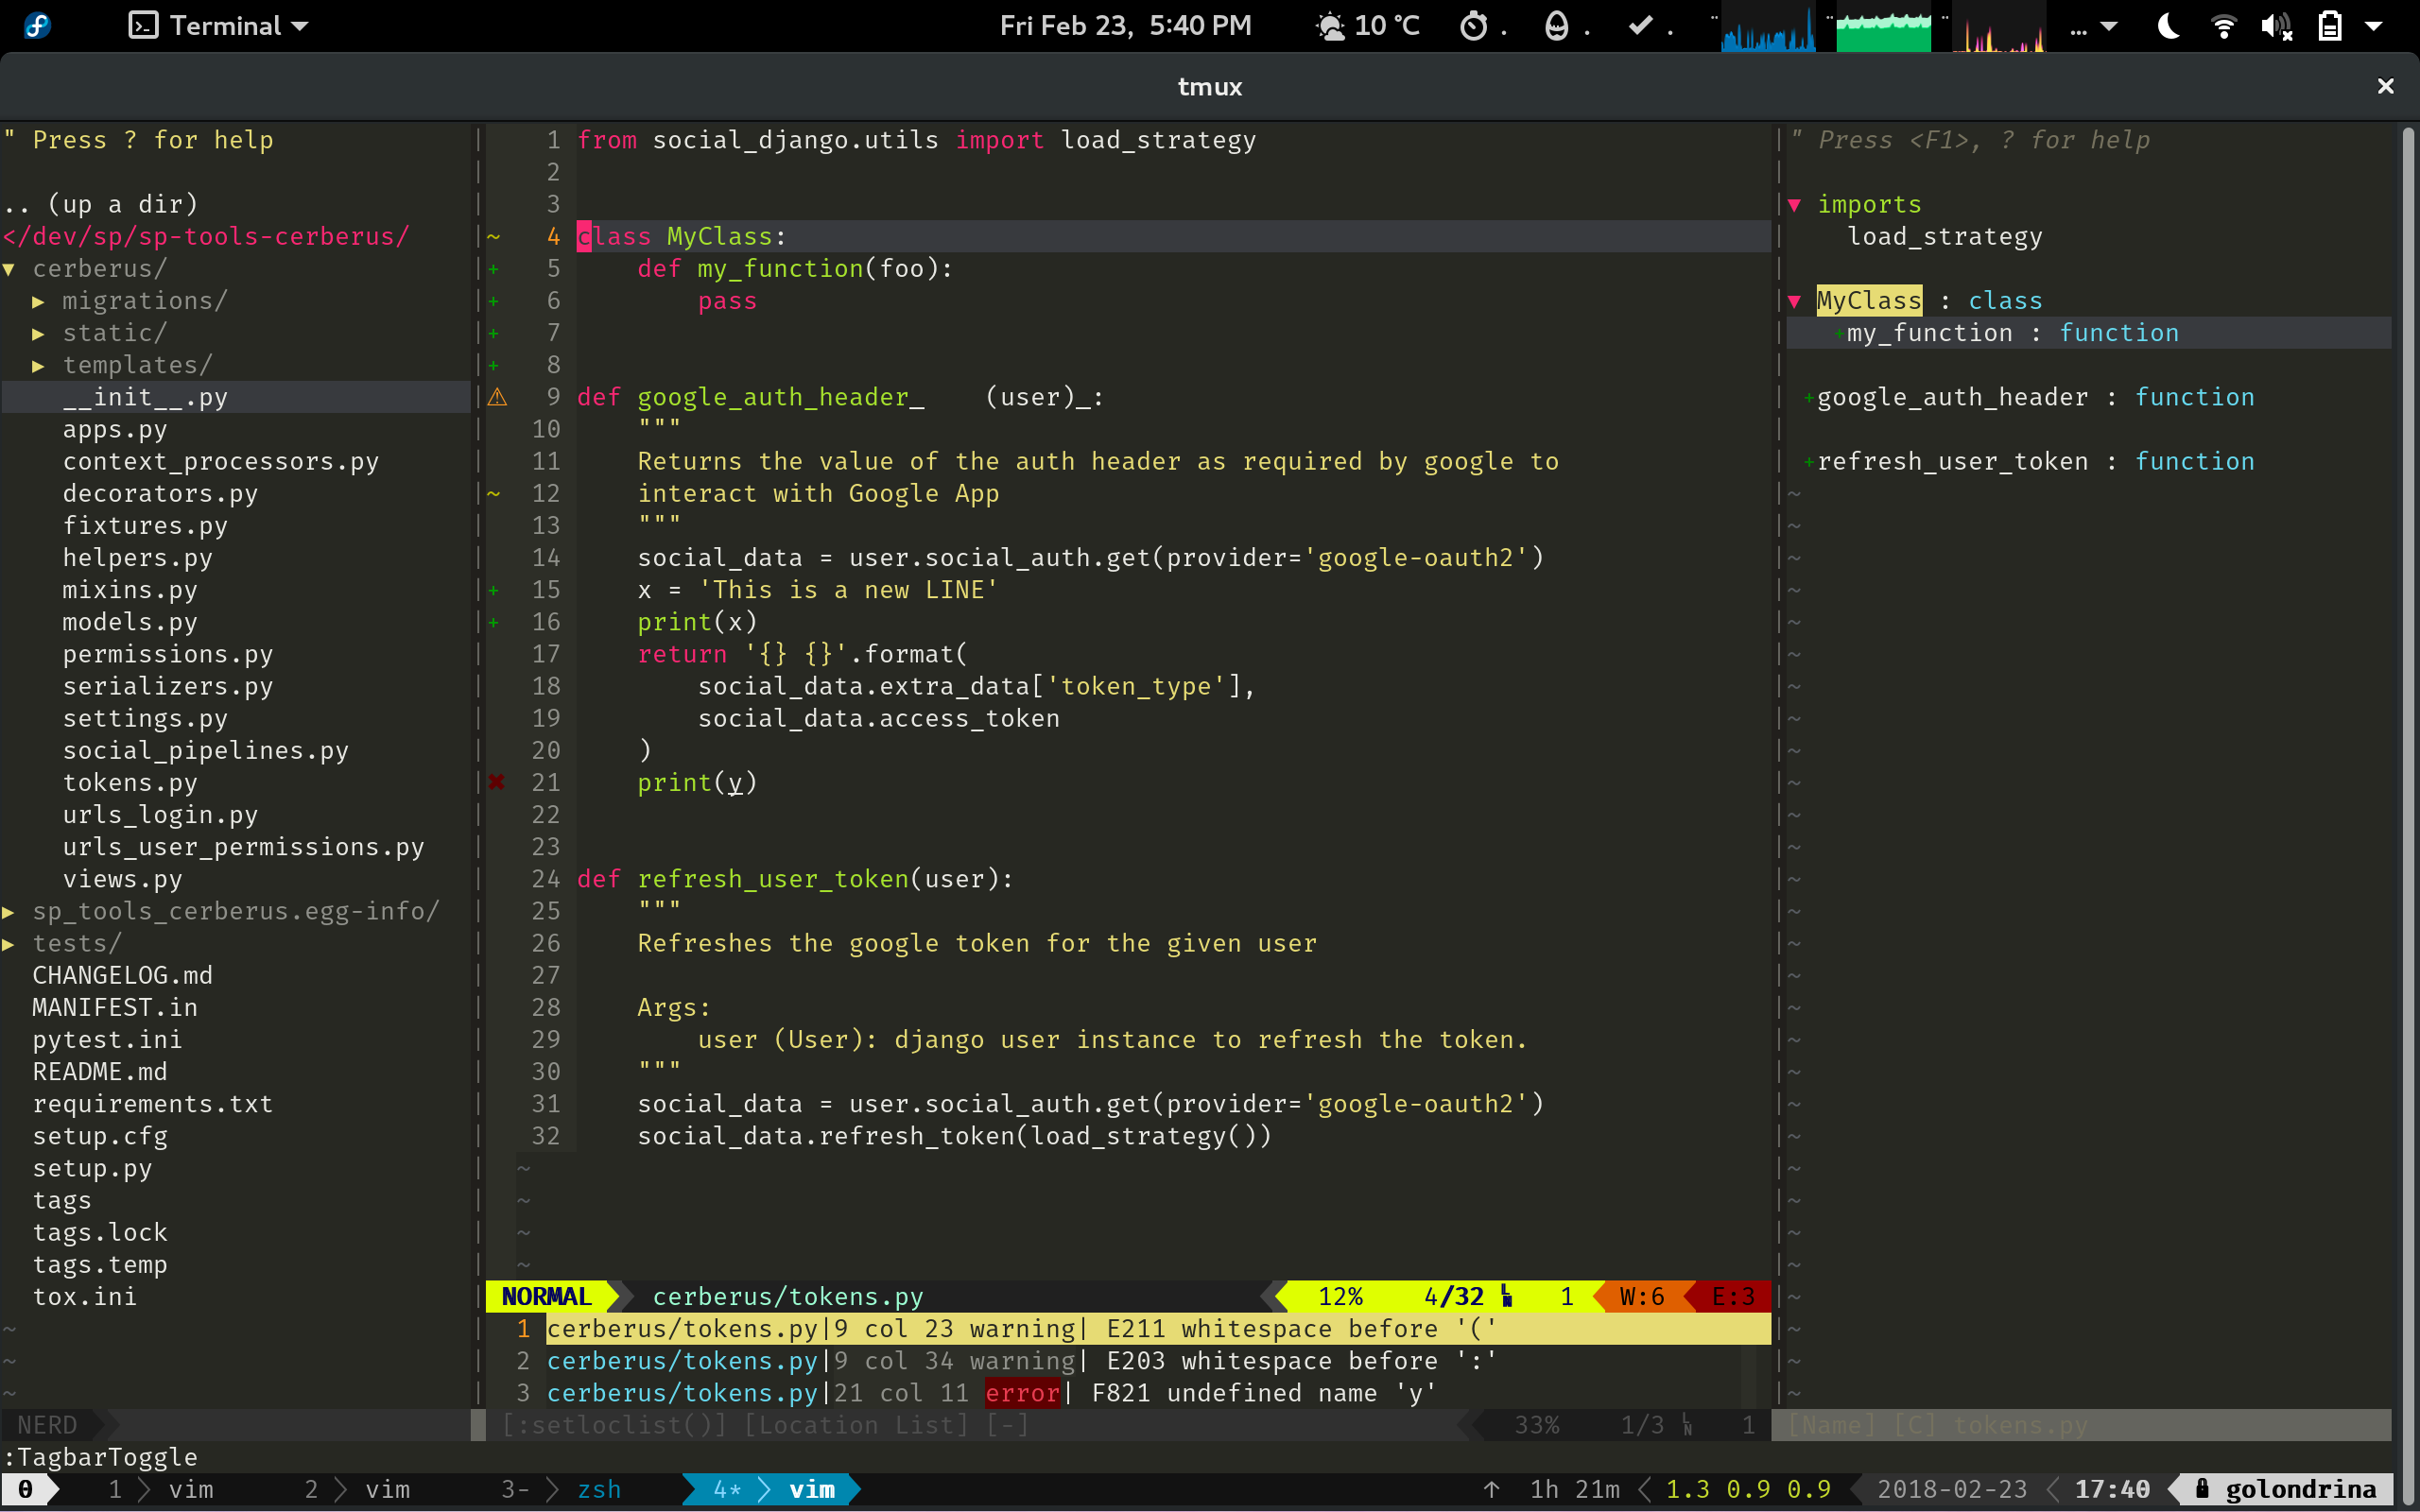 Terminal
Fri Feb 23, 5:40 PM
10 °C
tmux
" Press ? for help
.. (up a dir)
</dev/sp/sp-tools-cerberus/
▼ cerberus/
▶ migrations/
▶ static/
▶ templates/
__init__.py
apps.py
context_processors.py
decorators.py
fixtures.py
helpers.py
mixins.py
models.py
permissions.py
serializers.py
settings.py
social_pipelines.py
tokens.py
urls_login.py
urls_user_permissions.py
views.py
▶ sp_tools_cerberus.egg-info/
▶ tests/
CHANGELOG.md
MANIFEST.in
pytest.ini
README.md
requirements.txt
setup.cfg
setup.py
tags
tags.lock
tags.temp
tox.ini
NERD
1 from social_django.utils import load_strategy
2
3
~ 4 class MyClass:
+ 5     def my_function(foo):
+ 6         pass
+ 7
+ 8
⚠ 9 def google_auth_header_    (user)_:
10     """
11     Returns the value of the auth header as required by google to
~ 12     interact with Google App
13     """
14     social_data = user.social_auth.get(provider='google-oauth2')
+ 15     x = 'This is a new LINE'
+ 16     print(x)
17     return '{} {}'.format(
18         social_data.extra_data['token_type'],
19         social_data.access_token
20     )
✖ 21     print(y)
22
23
24 def refresh_user_token(user):
25     """
26     Refreshes the google token for the given user
27
28     Args:
29         user (User): django user instance to refresh the token.
30     """
31     social_data = user.social_auth.get(provider='google-oauth2')
32     social_data.refresh_token(load_strategy())
NORMAL cerberus/tokens.py 12% 4/32 LN 1 W:6 E:3
1 cerberus/tokens.py|9 col 23 warning| E211 whitespace before '('
2 cerberus/tokens.py|9 col 34 warning| E203 whitespace before ':'
3 cerberus/tokens.py|21 col 11 error| F821 undefined name 'y'
[:setloclist()] [Location List] [-] 33% 1/3 LN 1
" Press <F1>, ? for help
▼ imports
load_strategy
▼ MyClass : class
+my_function : function
+google_auth_header : function
+refresh_user_token : function
[Name] [C] tokens.py
:TagbarToggle
0 1 vim 2 vim 3- zsh 4* vim ↑ 1h 21m 1.3 0.9 0.9 2018-02-23 17:40 golondrina